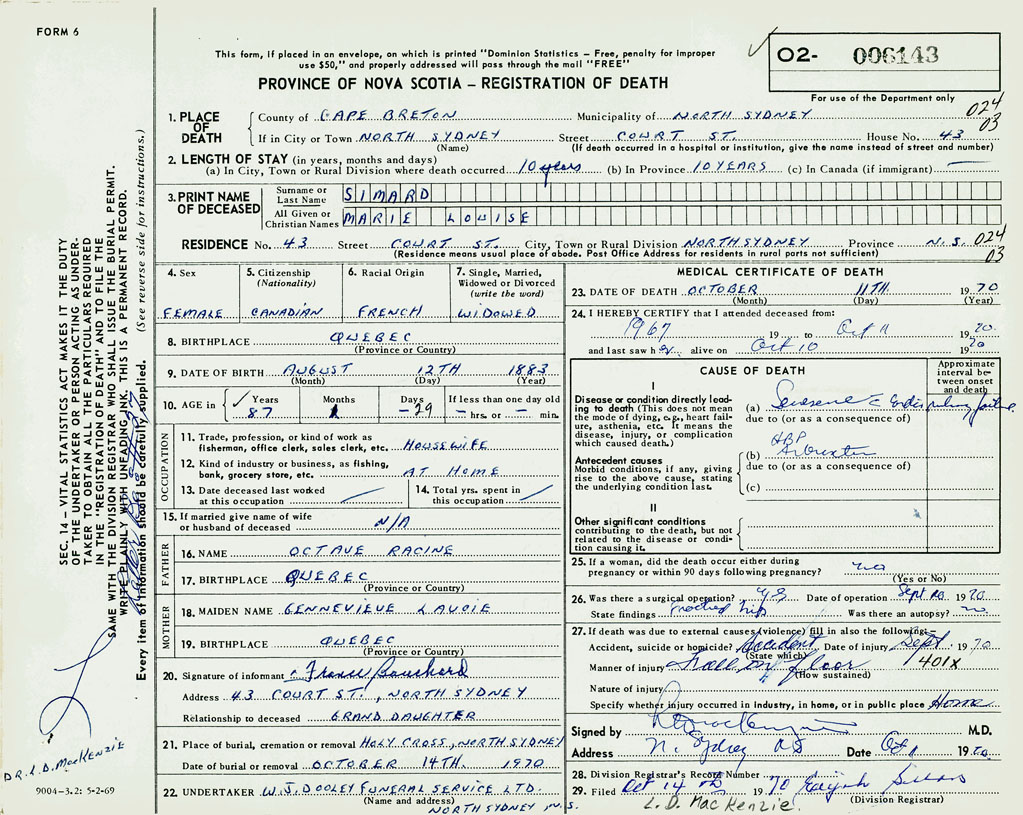 FORM 6
This form, if placed in an envelope, on which is printed "Dominion Statistics – Free, penalty for improper
use $50," and properly addressed will pass through the mail "FREE"
PROVINCE OF NOVA SCOTIA – REGISTRATION OF DEATH
02- 006143
For use of the Department only
024
03
1. PLACE OF DEATH
County of CAPE BRETON Municipality of NORTH SYDNEY
If in City or Town NORTH SYDNEY Street COURT ST. House No. 43
(Name) (If death occurred in a hospital or institution, give the name instead of street and number)
2. LENGTH OF STAY (in years, months and days)
(a) In City, Town or Rural Division where death occurred 10 years (b) In Province 10 YEARS (c) In Canada (if immigrant)
3. PRINT NAME OF DECEASED
Surname or Last Name SIMARD
All Given or Christian Names MARIE LOUISE
RESIDENCE No. 43 Street COURT ST. City, Town or Rural Division NORTH SYDNEY Province N.S. 024
03
(Residence means usual place of abode. Post Office Address for residents in rural parts not sufficient)
4. Sex
FEMALE
5. Citizenship
(Nationality)
CANADIAN
6. Racial Origin
FRENCH
7. Single, Married,
Widowed or Divorced
(write the word)
WIDOWED
8. BIRTHPLACE QUEBEC
(Province or Country)
9. DATE OF BIRTH AUGUST 12TH 1883
(Month) (Day) (Year)
10. AGE in Years Months Days If less than one day old
87 1 29 – hrs. or – min.
OCCUPATION
11. Trade, profession, or kind of work as
fisherman, office clerk, sales clerk, etc. HOUSEWIFE
12. Kind of industry or business, as fishing,
bank, grocery store, etc. AT HOME
13. Date deceased last worked
at this occupation
14. Total yrs. spent in
this occupation
15. If married give name of wife
or husband of deceased N/A
FATHER
16. NAME OCTAVE RACINE
17. BIRTHPLACE QUEBEC
(Province or Country)
MOTHER
18. MAIDEN NAME GENNEVIEUE LAVOIE
19. BIRTHPLACE QUEBEC
(Province or Country)
20. Signature of informant Bouchard
Address 43 COURT ST., NORTH SYDNEY
Relationship to deceased GRAND DAUGHTER
21. Place of burial, cremation or removal HOLY CROSS, NORTH SYDNEY
Date of burial or removal OCTOBER 14TH. 1970
22. UNDERTAKER W.J. DOOLEY FUNERAL SERVICE LTD.
(Name and address) NORTH SYDNEY N.S.
MEDICAL CERTIFICATE OF DEATH
23. DATE OF DEATH OCTOBER 11TH 1970
(Month) (Day) (Year)
24. I HEREBY CERTIFY that I attended deceased from:
1967 19 to Oct 11 1970
and last saw her alive on Oct 10 1970
CAUSE OF DEATH
Approximate
interval be-
tween onset
and death
I
Disease or condition directly lead-
ing to death (This does not
mean the mode of dying, e.g., heart fail-
ure, asthenia, etc. It means the
disease, injury, or complication
which caused death.)
(a)
due to (or as a consequence of)
Antecedent causes
Morbid conditions, if any, giving
rise to the above cause, stating
the underlying condition last.
(b)
due to (or as a consequence of)
(c)
II
Other significant conditions
contributing to the death, but not
related to the disease or condi-
tion causing it.
25. If a woman, did the death occur either during
pregnancy or within 90 days following pregnancy? no
(Yes or No)
26. Was there a surgical operation? yes Date of operation Sept 1970
State findings hip Was there an autopsy? no
27. If death was due to external causes (violence) fill in also the following:–
Accident, suicide or homicide? Accident Date of injury Sept 1970
(State which)
Manner of injury Fall on floor 401X
(How sustained)
Nature of injury
Specify whether injury occurred in industry, in home, or in public place Home
Signed by M.D.
Address N. Sydney NS Date Oct 1970
28. Division Registrar's Record Number
29. Filed Oct 14th 1970
(Division Registrar)
L.D. MacKenzie.
SEC. 14 – VITAL STATISTICS ACT MAKES IT THE DUTY
OF THE UNDERTAKER OR PERSON ACTING AS UNDER-
TAKER TO OBTAIN ALL THE PARTICULARS REQUIRED
IN THE "REGISTRATION OF DEATH" AND TO FILE THE
SAME WITH THE DIVISION REGISTRAR WHO SHALL ISSUE THE BURIAL PERMIT.
WRITE PLAINLY WITH UNFADING INK. THIS IS A PERMANENT RECORD.
Every item of information should be carefully supplied. (See reverse side for instructions.)
DR. L.D. MacKENZIE
9004-3.2: 5-2-69